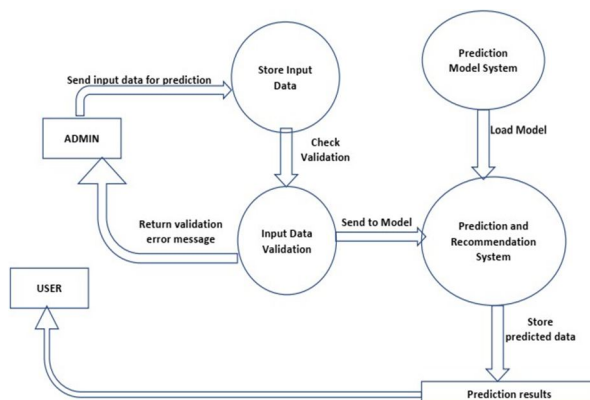 Send input data for prediction
Store Input
Data
Prediction
Model System
ADMIN
Check
Validation
Load Model
Return validation
error message
Input Data
Validation
Send to Model
Prediction and
Recommendation
System
USER
Store
predicted data
Prediction results